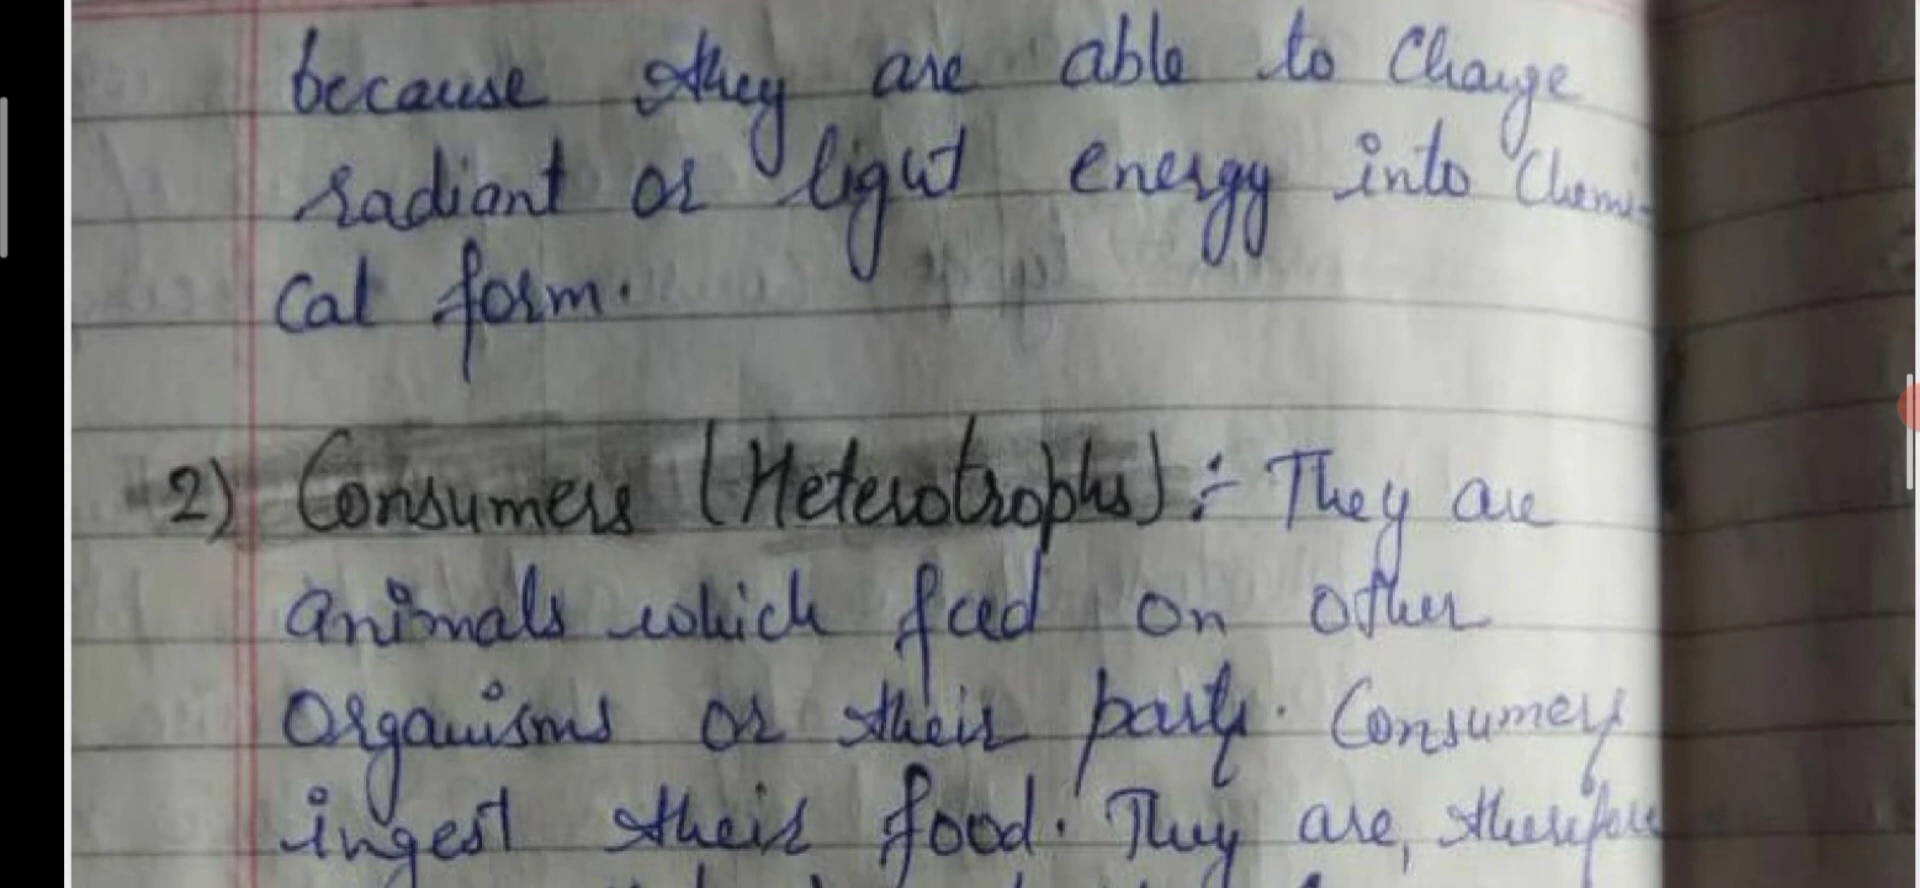 because they are able to change
radiant or light energy into Chemi-
cal form.
2) Consumers (Heterotrophs) :- They are
animals which feed on other
organisms or their parts. Consumers
ingest their food. They are, therefore